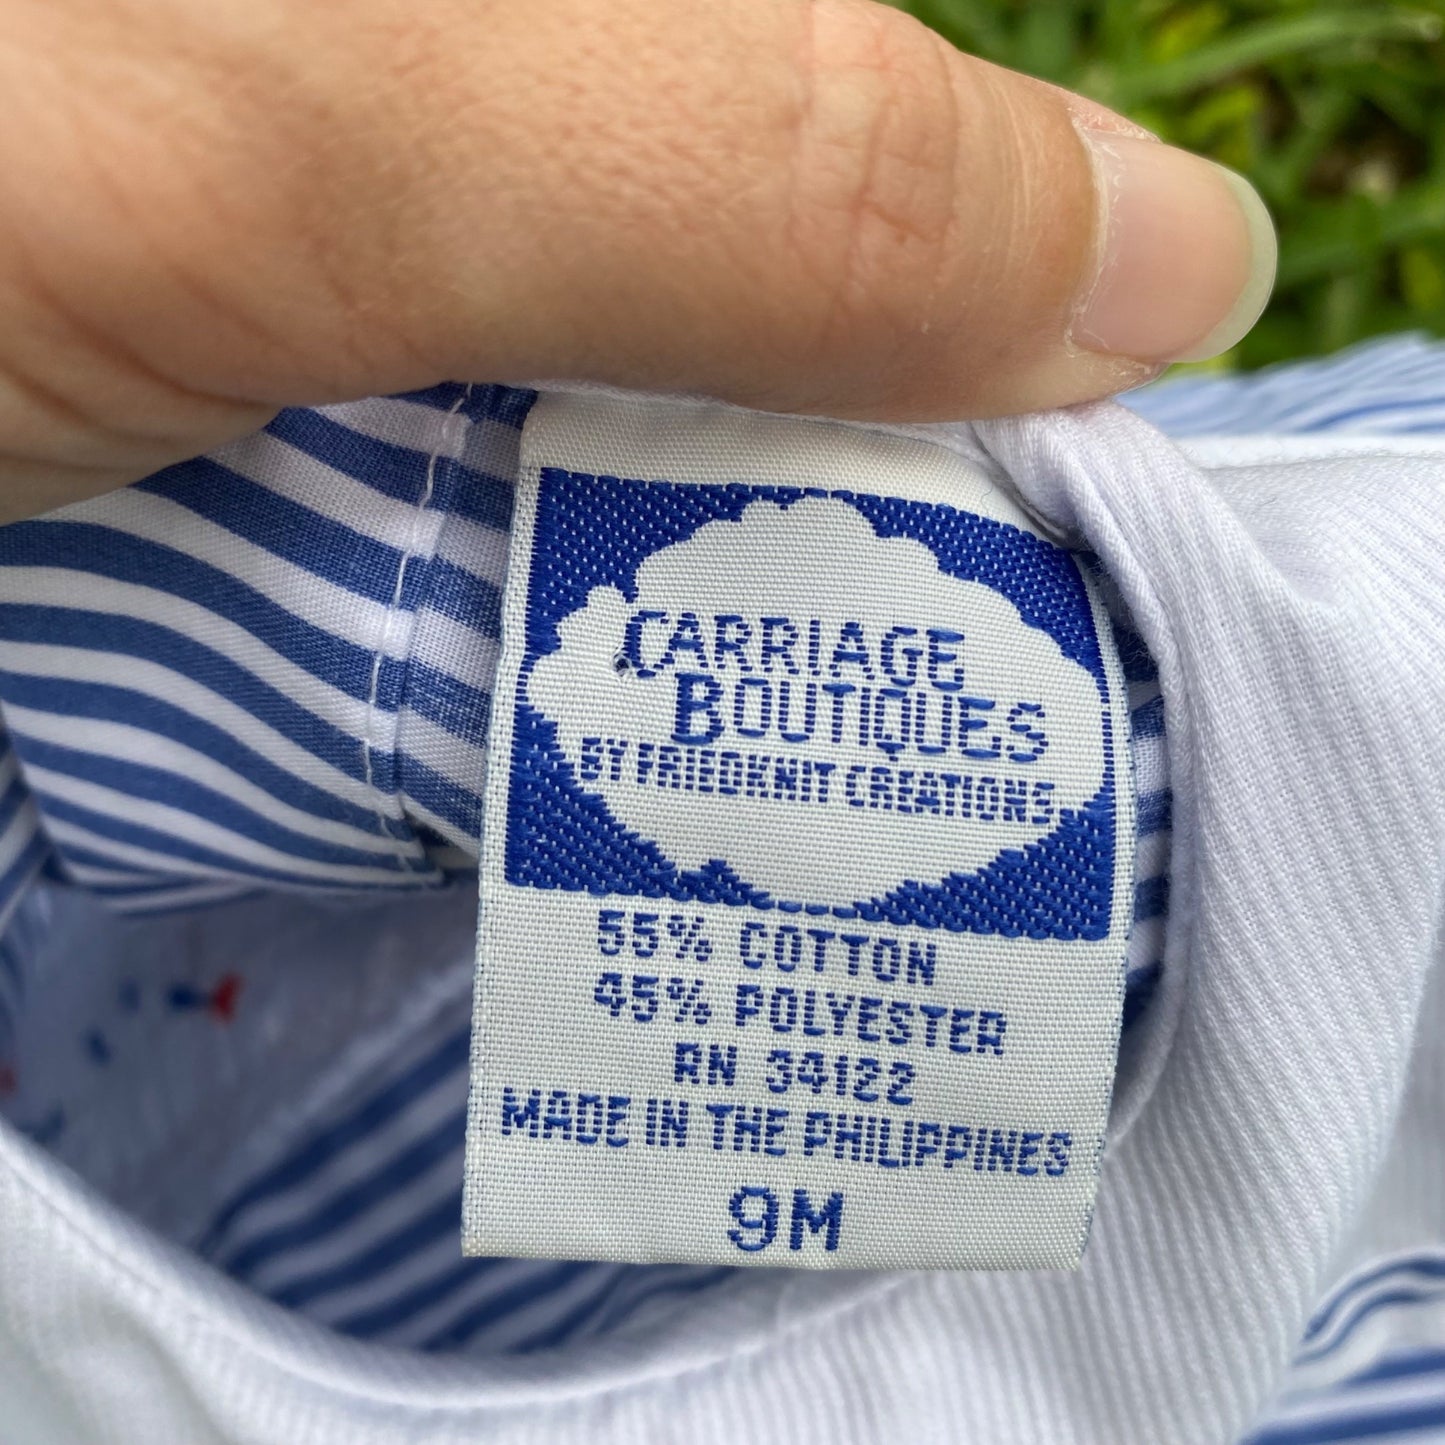 CARRIAGE
BOUTIQUES
BY FRIEDKNIT CREATIONS
55% COTTON
45% POLYESTER
RN 34122
MADE IN THE PHILIPPINES
9M